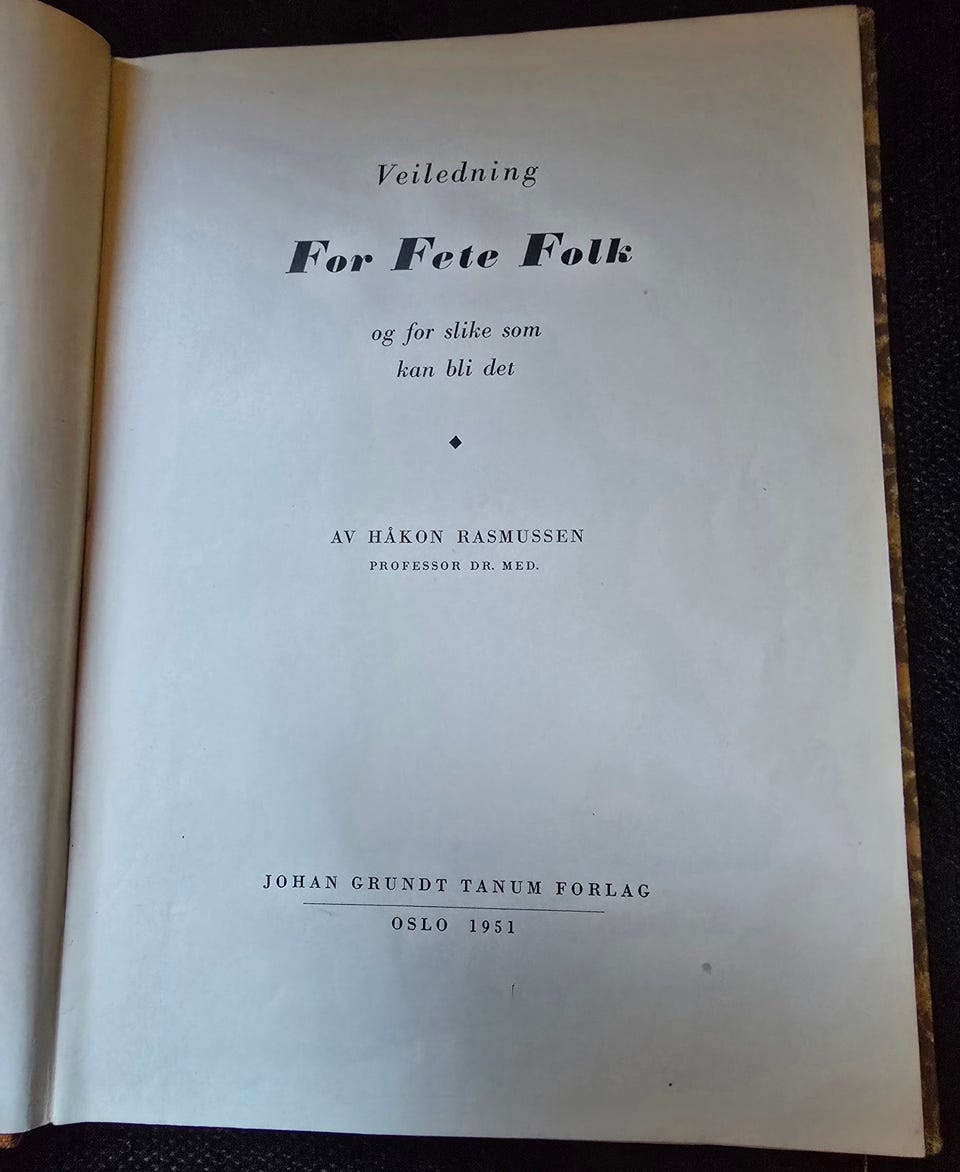 Veiledning
For Fete Folk
og for slike som
kan bli det
AV HÅKON RASMUSSEN
PROFESSOR DR. MED.
JOHAN GRUNDT TANUM FORLAG
OSLO 1951